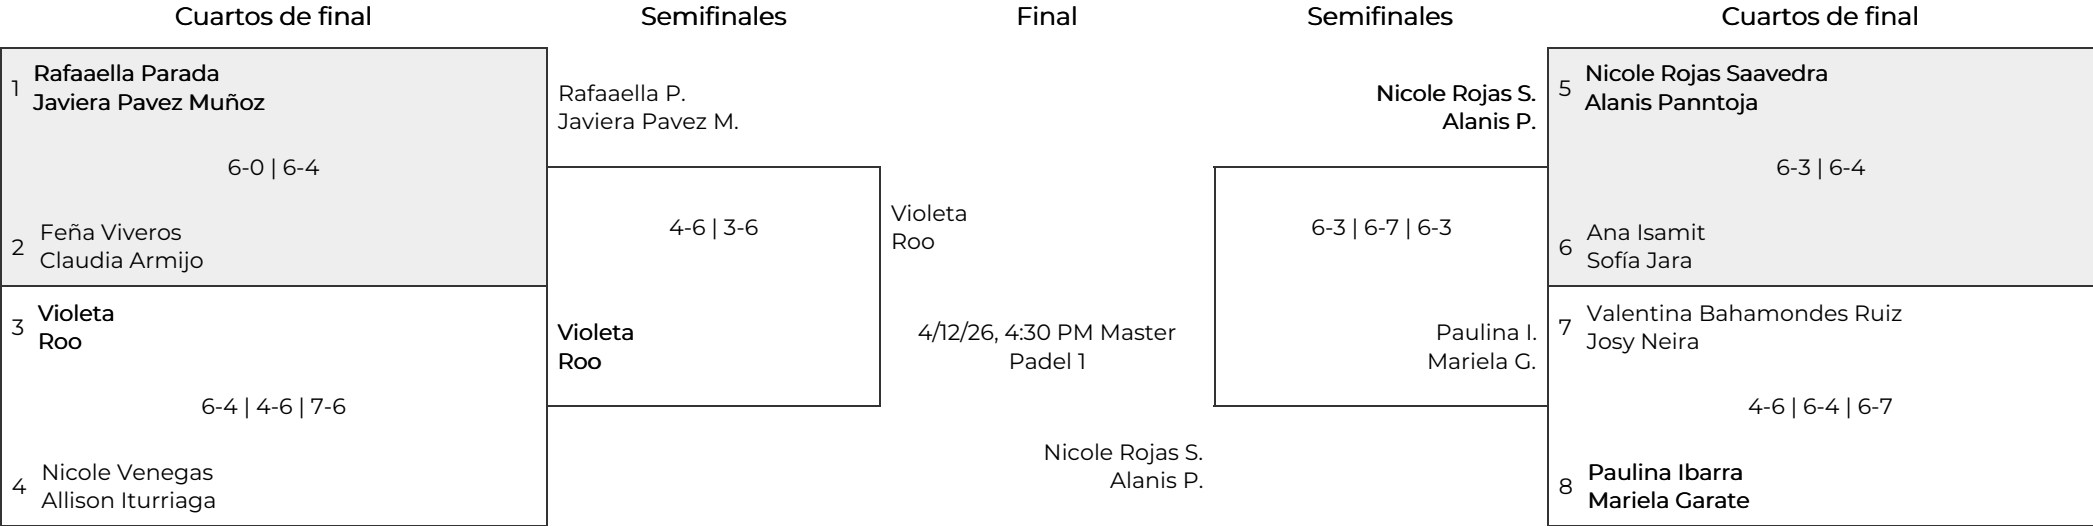 Cuartos de final
Semifinales
Final
Semifinales
Cuartos de final
1
Rafaaella Parada
Javiera Pavez Muñoz
6-0 | 6-4
2
Feña Viveros
Claudia Armijo
3
Violeta
Roo
6-4 | 4-6 | 7-6
4
Nicole Venegas
Allison Iturriaga
Rafaaella P.
Javiera Pavez M.
4-6 | 3-6
Violeta
Roo
Violeta
Roo
4/12/26, 4:30 PM Master
Padel 1
Nicole Rojas S.
Alanis P.
Nicole Rojas S.
Alanis P.
6-3 | 6-7 | 6-3
Paulina I.
Mariela G.
5
Nicole Rojas Saavedra
Alanis Panntoja
6-3 | 6-4
6
Ana Isamit
Sofía Jara
7
Valentina Bahamondes Ruiz
Josy Neira
4-6 | 6-4 | 6-7
8
Paulina Ibarra
Mariela Garate